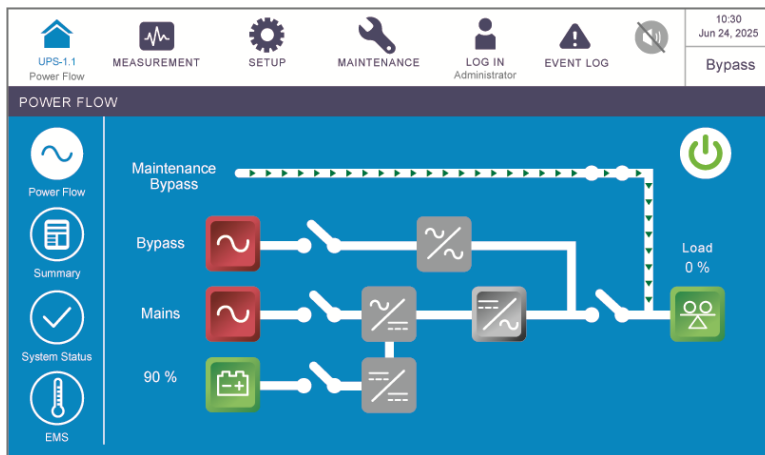 UPS-1.1
Power Flow
MEASUREMENT
SETUP
MAINTENANCE
LOG IN
Administrator
EVENT LOG
10:30
Jun 24, 2025
Bypass
POWER FLOW
Power Flow
Summary
System Status
EMS
Maintenance
Bypass
Bypass
Mains
90 %
Load
0 %